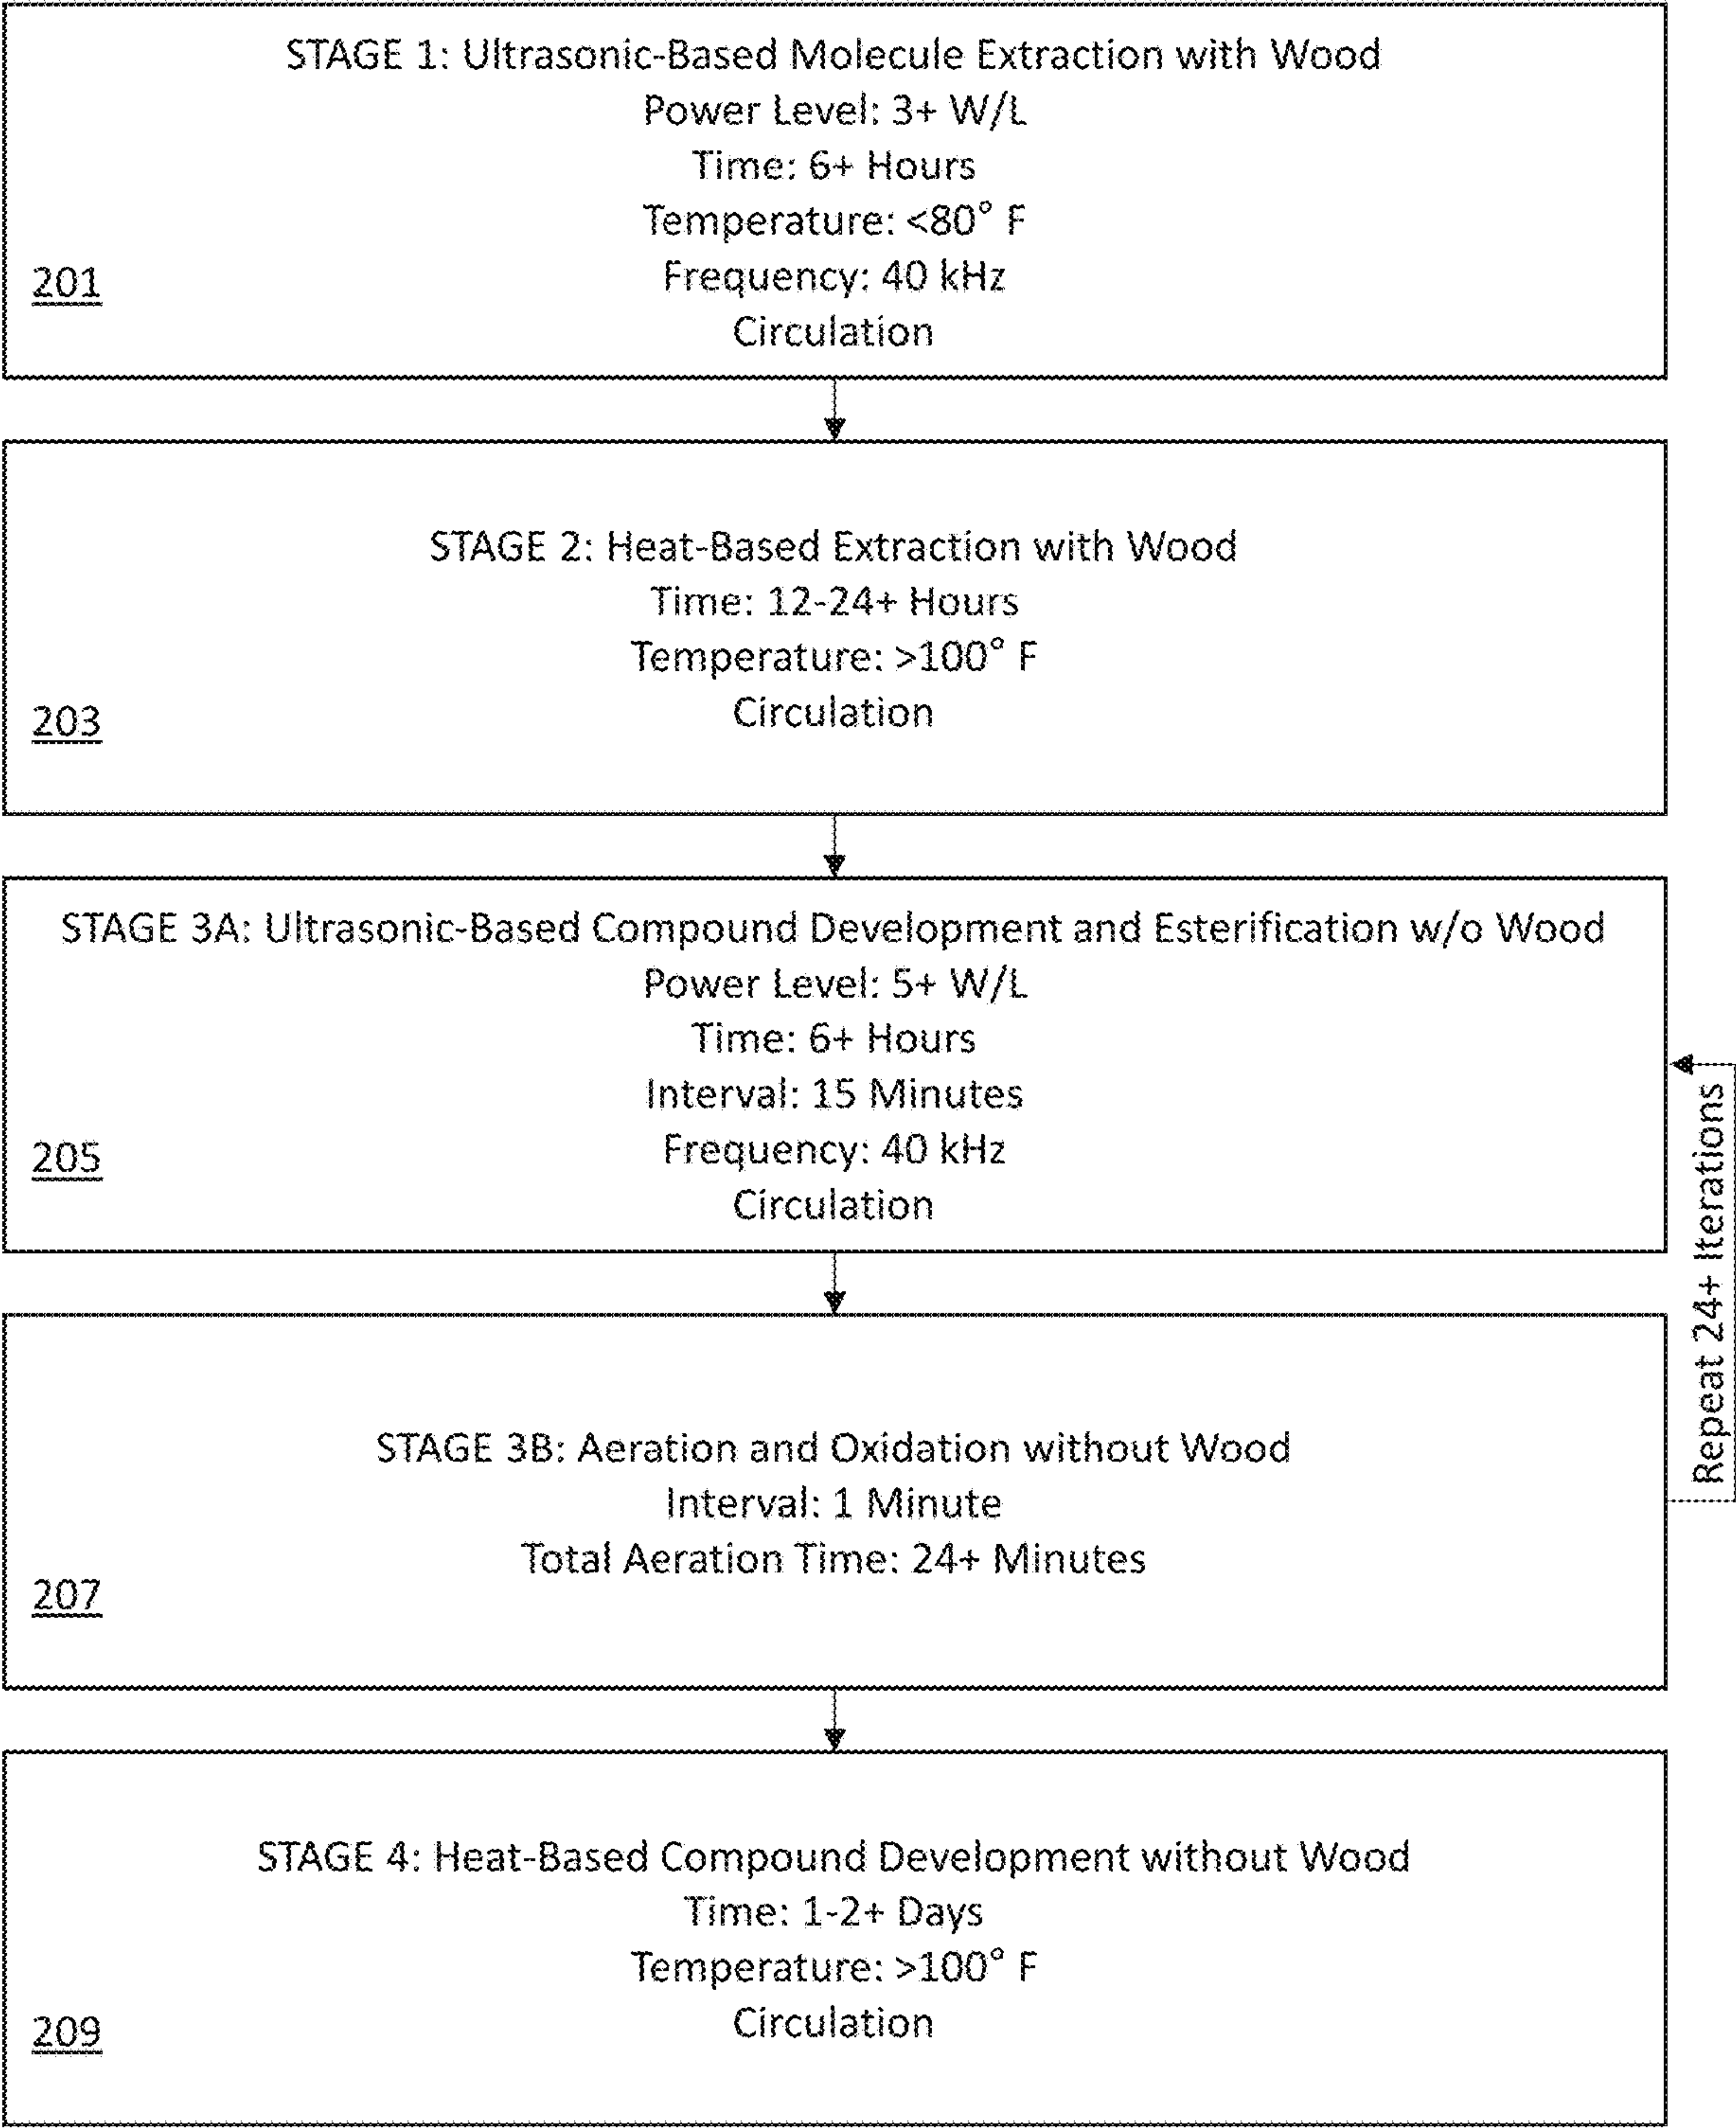 STAGE 1: Ultrasonic-Based Molecule Extraction with Wood
Power Level: 3+ W/L
Time: 6+ Hours
Temperature: <80° F
Frequency: 40 kHz
Circulation
201
STAGE 2: Heat-Based Extraction with Wood
Time: 12-24+ Hours
Temperature: >100° F
Circulation
203
STAGE 3A: Ultrasonic-Based Compound Development and Esterification w/o Wood
Power Level: 5+ W/L
Time: 6+ Hours
Interval: 15 Minutes
Frequency: 40 kHz
Circulation
205
Repeat 24+ Iterations
STAGE 3B: Aeration and Oxidation without Wood
Interval: 1 Minute
Total Aeration Time: 24+ Minutes
207
STAGE 4: Heat-Based Compound Development without Wood
Time: 1-2+ Days
Temperature: >100° F
Circulation
209